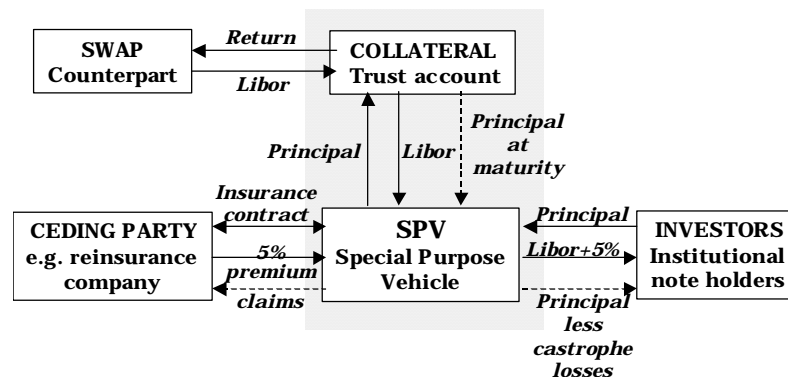 Return
SWAP
Counterpart
Libor
COLLATERAL
Trust account
Principal
Libor
Principal
at
maturity
Insurance
contract
CEDING PARTY
e.g. reinsurance
company
5%
premium
claims
SPV
Special Purpose
Vehicle
Principal
Libor+5%
INVESTORS
Institutional
note holders
Principal
less
castrophe
losses